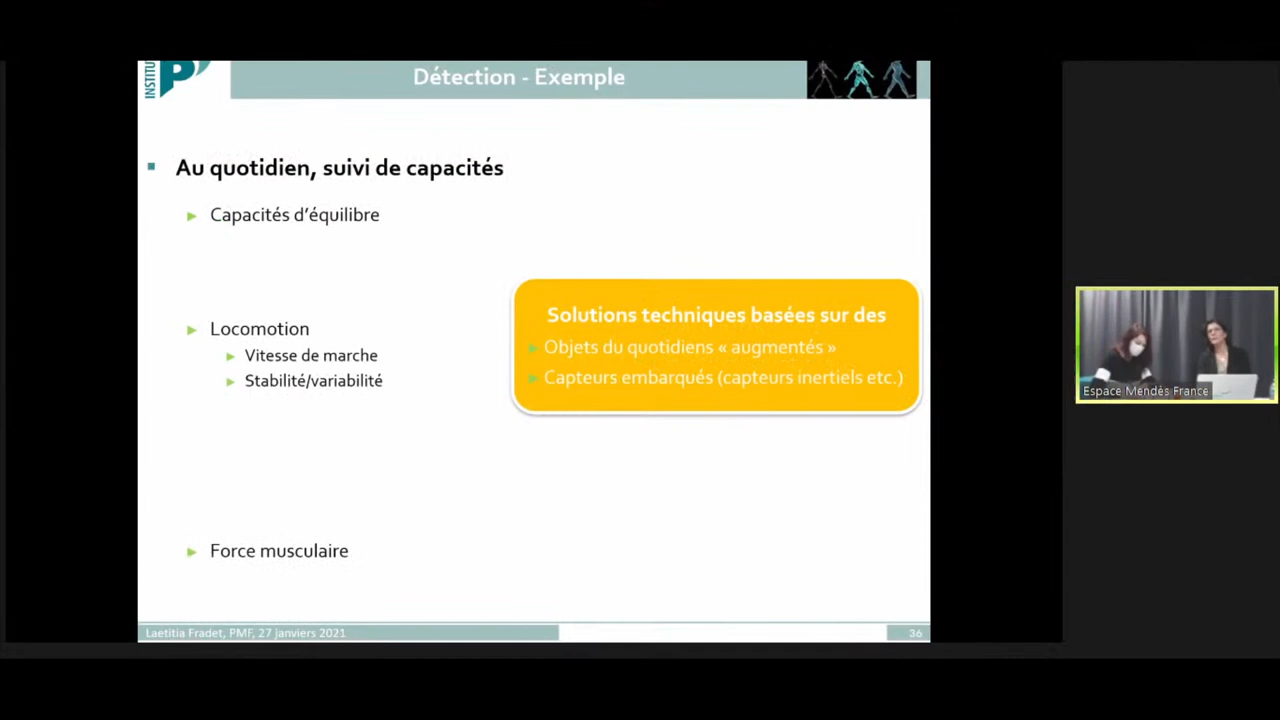 INSTITU
P'
Détection - Exemple
Au quotidien, suivi de capacités
Capacités d'équilibre
Locomotion
Vitesse de marche
Stabilité/variabilité
Force musculaire
Solutions techniques basées sur des
Objets du quotidiens « augmentés »
Capteurs embarqués (capteurs inertiels etc.)
Espace Mendès France
Laetitia Fradet, PMF, 27 janviers 2021
36